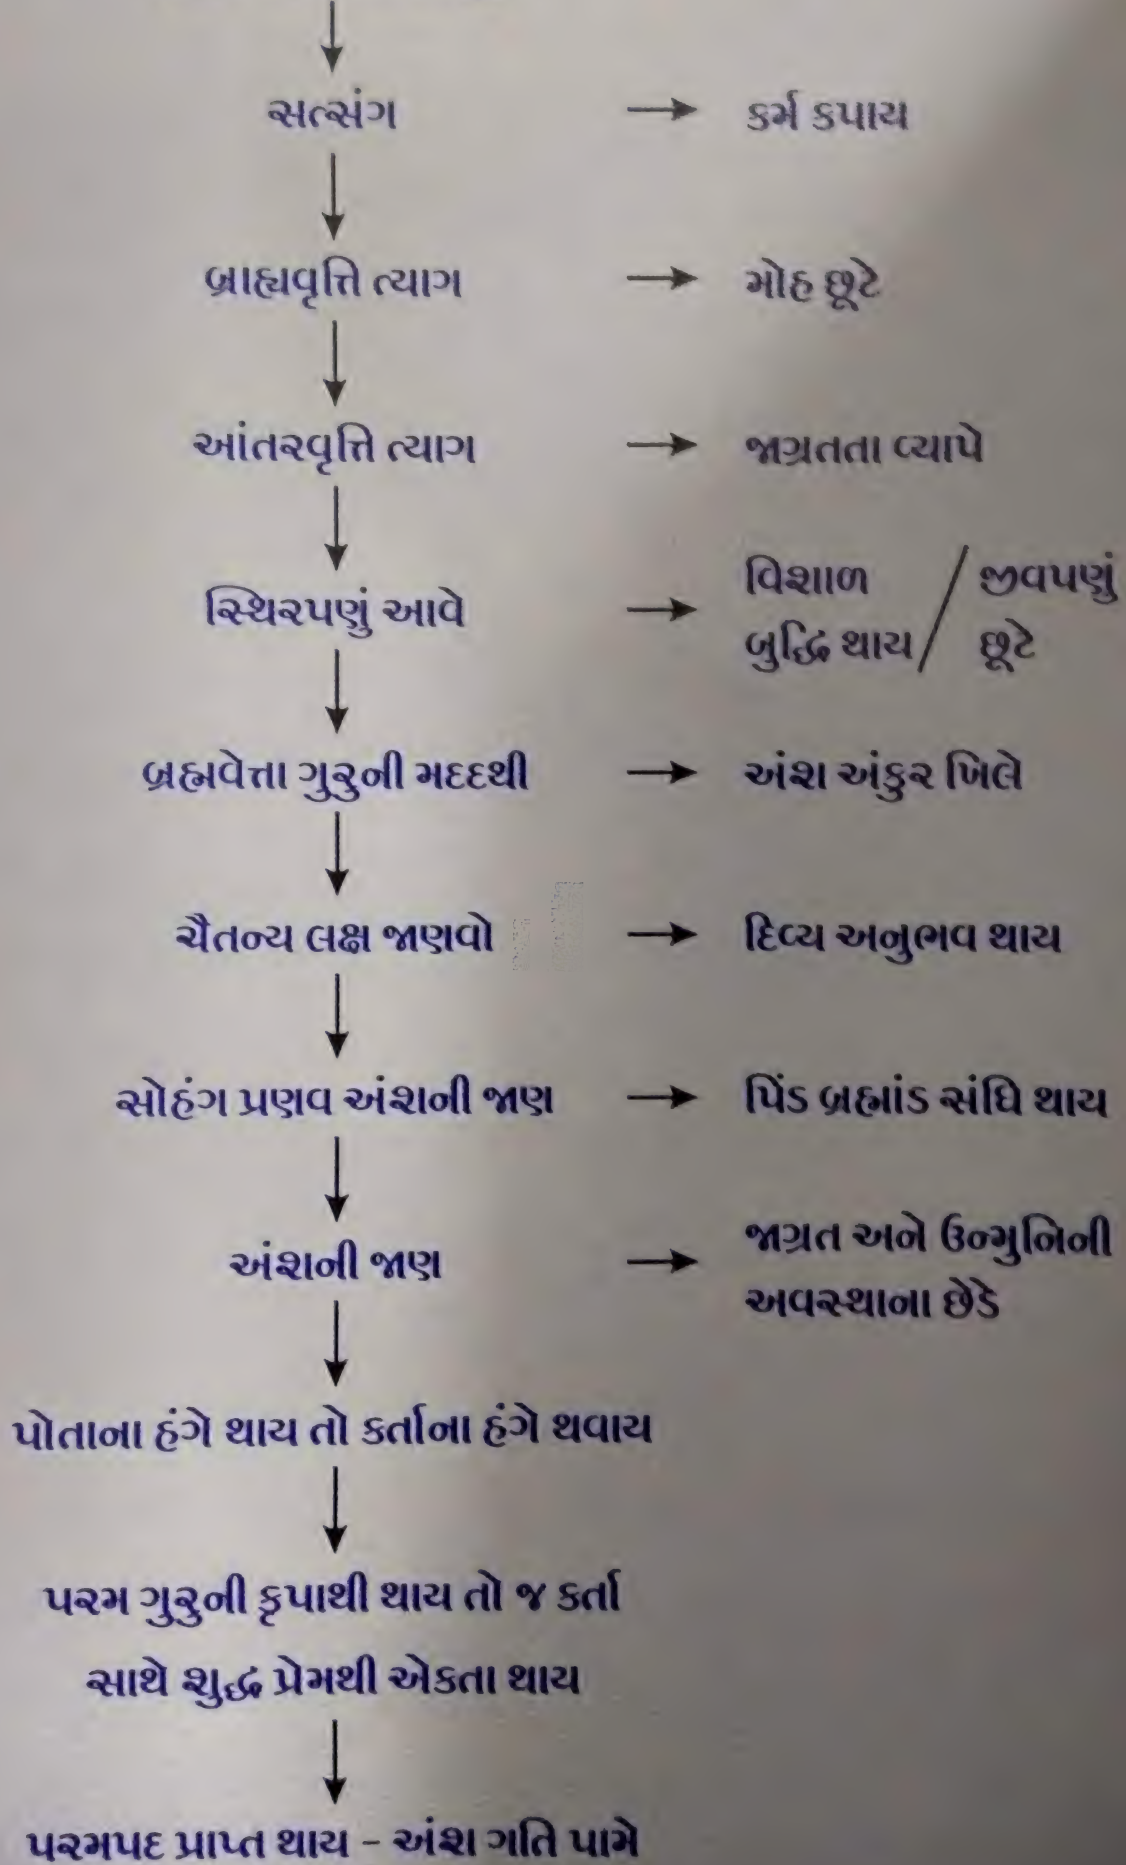 સત્સંગ → કર્મ કપાય
બ્રાહ્યવૃત્તિ ત્યાગ → મોહ છૂટે
આંતરવૃત્તિ ત્યાગ → જાગ્રતતા વ્યાપે
સ્થિરપણું આવે → વિશાળ / જીવપણું
બુદ્ધિ થાય / છૂટે
બ્રહ્મવેત્તા ગુરુની મદદથી → અંશ અંકુર ખિલે
ચૈતન્ય લક્ષ જાણવો → દિવ્ય અનુભવ થાય
સોહંગ પ્રણવ અંશની જાણ → પિંડ બ્રહ્માંડ સંધિ થાય
અંશની જાણ → જાગ્રત અને ઉન્મુનિની
અવસ્થાના છેડે
પોતાના હંગે થાય તો કર્તાના હંગે થવાય
પરમ ગુરુની કૃપાથી થાય તો જ કર્તા
સાથે શુદ્ધ પ્રેમથી એકતા થાય
પરમપદ પ્રાપ્ત થાય - અંશ ગતિ પામે